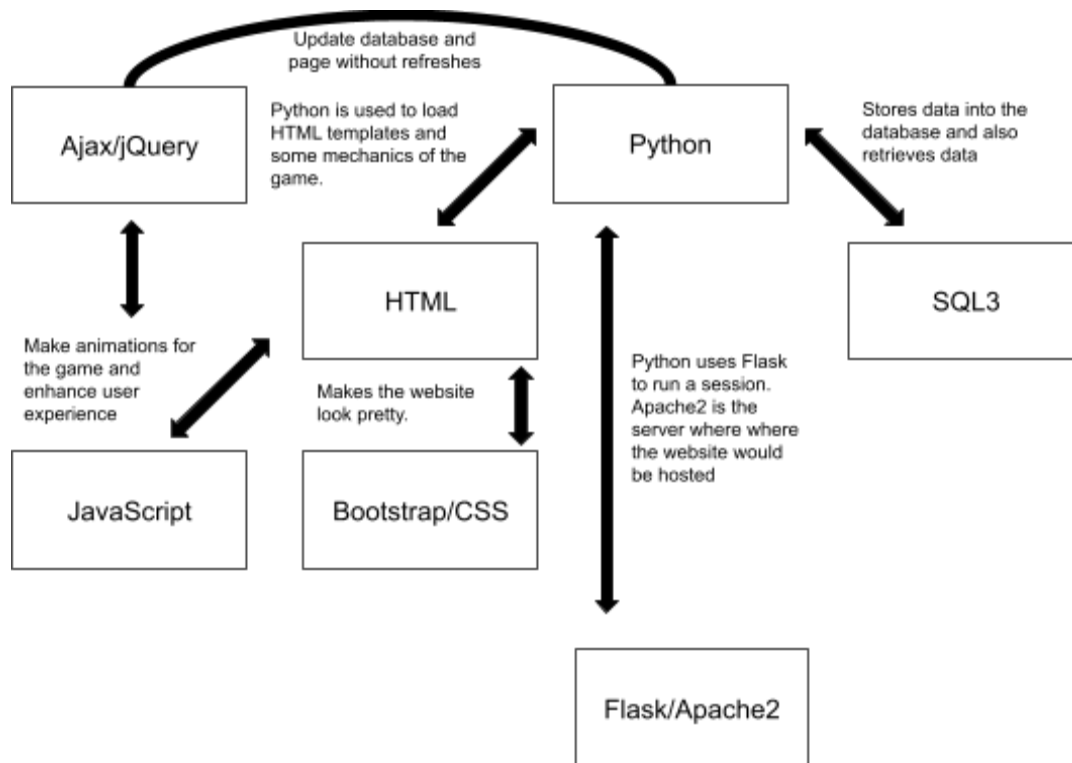 Update database and
page without refreshes
Ajax/jQuery
Python is used to load
HTML templates and
some mechanics of the
game.
Python
Stores data into the
database and also
retrieves data
HTML
SQL3
Make animations for
the game and
enhance user
experience
Makes the website
look pretty.
Python uses Flask
to run a session.
Apache2 is the
server where where
the website would
be hosted
JavaScript
Bootstrap/CSS
Flask/Apache2